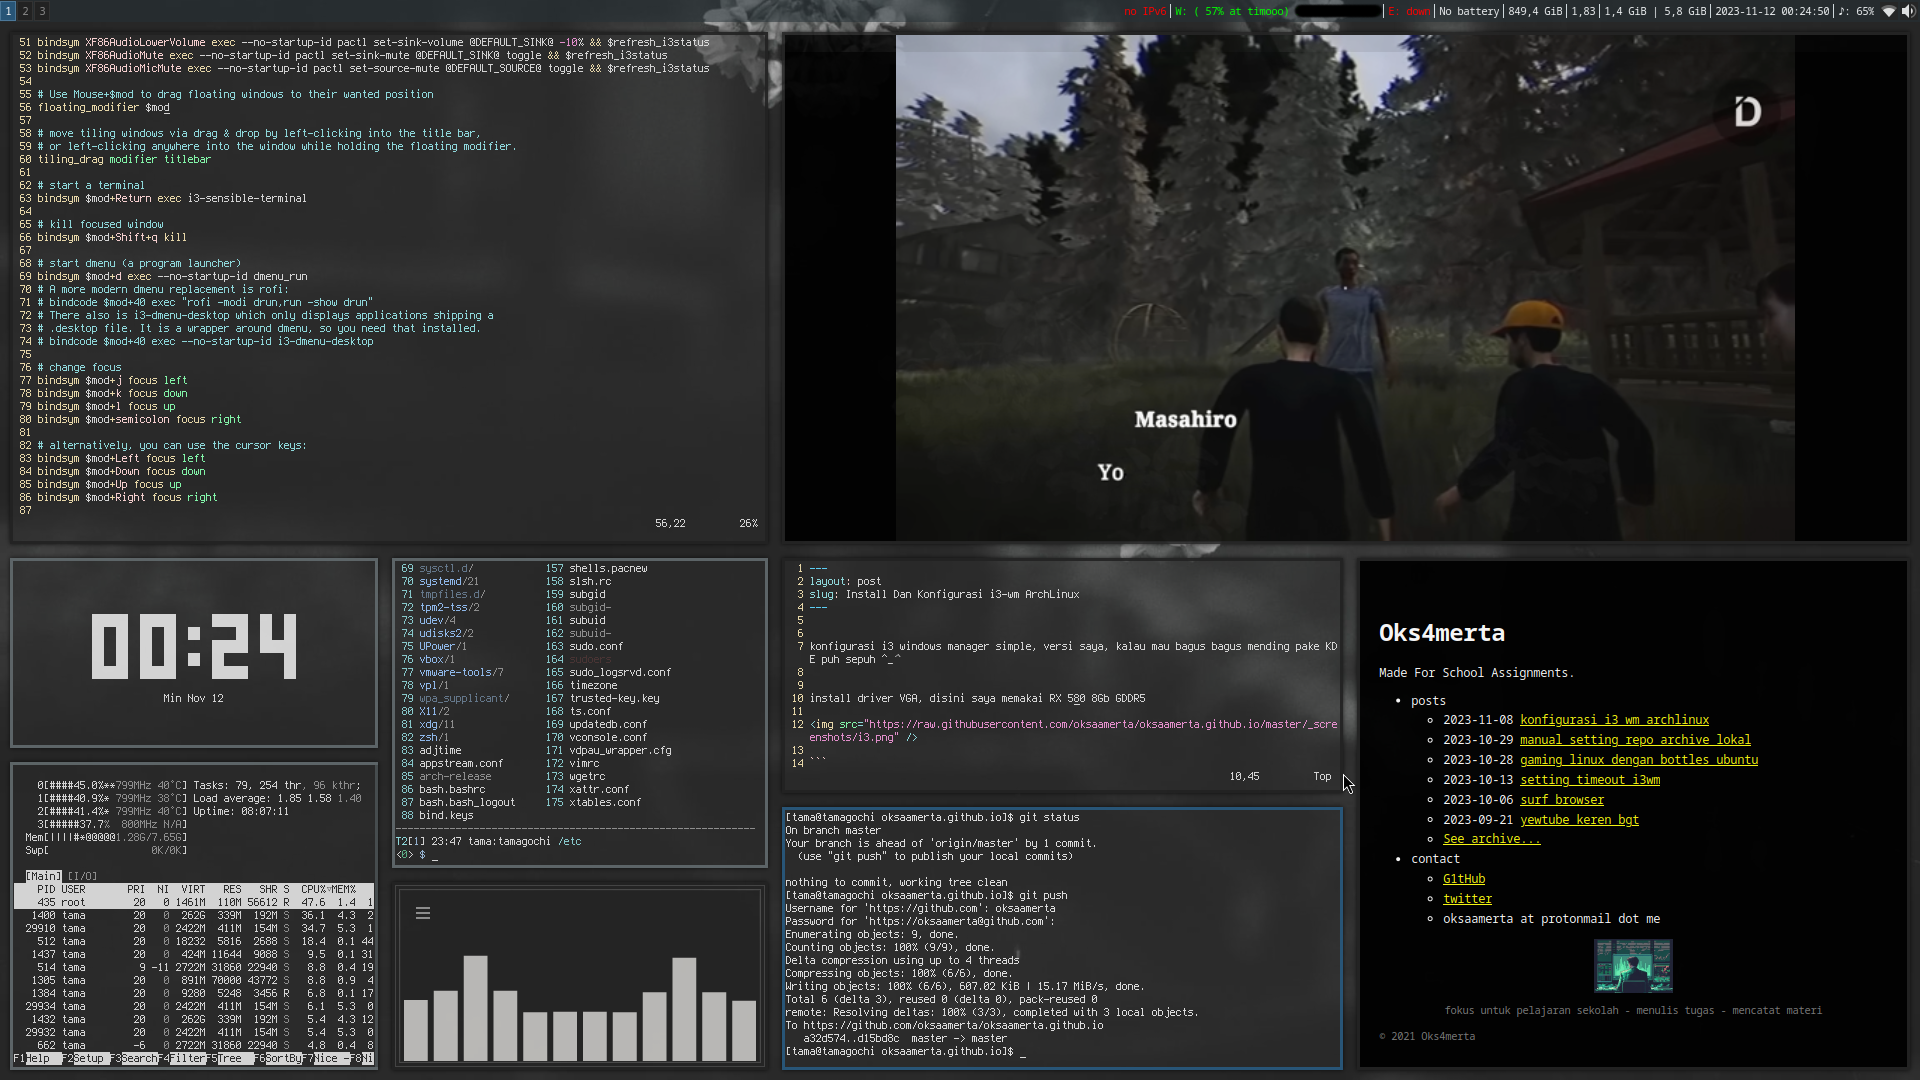 1 2 3
no IPv6 W: ( 57% at timooo) E: down No battery 849,4 GiB 1,83 1,4 GiB | 5,8 GiB 2023-11-12 00:24:50 ♪: 65%
51 bindsym XF86AudioLowerVolume exec --no-startup-id pactl set-sink-volume @DEFAULT_SINK@ -10% && $refresh_i3status
52 bindsym XF86AudioMute exec --no-startup-id pactl set-sink-mute @DEFAULT_SINK@ toggle && $refresh_i3status
53 bindsym XF86AudioMicMute exec --no-startup-id pactl set-source-mute @DEFAULT_SOURCE@ toggle && $refresh_i3status
54
55 # Use Mouse+$mod to drag floating windows to their wanted position
56 floating_modifier $mod
57
58 # move tiling windows via drag & drop by left-clicking into the title bar,
59 # or left-clicking anywhere into the window while holding the floating modifier.
60 tiling_drag modifier titlebar
61
62 # start a terminal
63 bindsym $mod+Return exec i3-sensible-terminal
64
65 # kill focused window
66 bindsym $mod+Shift+q kill
67
68 # start dmenu (a program launcher)
69 bindsym $mod+d exec --no-startup-id dmenu_run
70 # A more modern dmenu replacement is rofi:
71 # bindcode $mod+40 exec "rofi -modi drun,run -show drun"
72 # There also is i3-dmenu-desktop which only displays applications shipping a
73 # .desktop file. It is a wrapper around dmenu, so you need that installed.
74 # bindcode $mod+40 exec --no-startup-id i3-dmenu-desktop
75
76 # change focus
77 bindsym $mod+j focus left
78 bindsym $mod+k focus down
79 bindsym $mod+l focus up
80 bindsym $mod+semicolon focus right
81
82 # alternatively, you can use the cursor keys:
83 bindsym $mod+Left focus left
84 bindsym $mod+Down focus down
85 bindsym $mod+Up focus up
86 bindsym $mod+Right focus right
87
56,22 26%
D
Masahiro
Yo
00:24
Min Nov 12
0[####45.0%** 799MHz 40°C] Tasks: 79, 254 thr, 96 kthr;
1[####40.9%* 799MHz 38°C] Load average: 1.85 1.58 1.40
2[####41.4%* 799MHz 40°C] Uptime: 08:07:11
3[#####37.7% 800MHz N/A]
Mem[||||#*@@@@@1.28G/7.65G]
Swp[ 0K/0K]
[Main] [I/O]
PID USER PRI NI VIRT RES SHR S CPU%▽MEM%
435 root 20 0 1461M 110M 56612 R 47.6 1.4 1
1400 tama 20 0 262G 339M 192M S 36.1 4.3 2
29910 tama 20 0 2422M 411M 154M S 34.7 5.3 1
512 tama 20 0 18232 5816 2688 S 18.4 0.1 44
1437 tama 20 0 424M 11644 9088 S 9.5 0.1 31
514 tama 9 -11 2722M 31860 22940 S 8.8 0.4 19
1305 tama 20 0 891M 70000 43772 S 8.8 0.9 4
1384 tama 20 0 9280 5248 3456 R 6.8 0.1 17
29934 tama 20 0 2422M 411M 154M S 6.1 5.3 0
1432 tama 20 0 262G 339M 192M S 5.4 4.3 12
29932 tama 20 0 2422M 411M 154M S 5.4 5.3 0
662 tama -6 0 2722M 31860 22940 S 4.8 0.4 8
F1Help F2Setup F3SearchF4FilterF5Tree F6SortByF7Nice -F8Ni
69 sysctl.d/ 157 shells.pacnew
70 systemd/21 158 slsh.rc
71 tmpfiles.d/ 159 subgid
72 tpm2-tss/2 160 subgid-
73 udev/4 161 subuid
74 udisks2/2 162 subuid-
75 UPower/1 163 sudo.conf
76 vbox/1 164 sudoers
77 vmware-tools/7 165 sudo_logsrvd.conf
78 vpl/1 166 timezone
79 wpa_supplicant/ 167 trusted-key.key
80 X11/2 168 ts.conf
81 xdg/11 169 updatedb.conf
82 zsh/1 170 vconsole.conf
83 adjtime 171 vdpau_wrapper.cfg
84 appstream.conf 172 vimrc
85 arch-release 173 wgetrc
86 bash.bashrc 174 xattr.conf
87 bash.bash_logout 175 xtables.conf
88 bind.keys
T2[1] 23:47 tama:tamagochi /etc
<0> $ _
1 ---
2 layout: post
3 slug: Install Dan Konfigurasi i3-wm ArchLinux
4 ---
5
6
7 konfigurasi i3 windows manager simple, versi saya, kalau mau bagus bagus mending pake KD
E puh sepuh ^_^
8
9
10 install driver VGA, disini saya memakai RX 580 8Gb GDDR5
11
12 <img src="https://raw.githubusercontent.com/oksaamerta/oksaamerta.github.io/master/_scre
enshots/i3.png" />
13
14 ```
10,45 Top
[tama@tamagochi oksaamerta.github.io]$ git status
On branch master
Your branch is ahead of 'origin/master' by 1 commit.
(use "git push" to publish your local commits)
nothing to commit, working tree clean
[tama@tamagochi oksaamerta.github.io]$ git push
Username for 'https://github.com': oksaamerta
Password for 'https://oksaamerta@github.com':
Enumerating objects: 9, done.
Counting objects: 100% (9/9), done.
Delta compression using up to 4 threads
Compressing objects: 100% (6/6), done.
Writing objects: 100% (6/6), 607.02 KiB | 15.17 MiB/s, done.
Total 6 (delta 3), reused 0 (delta 0), pack-reused 0
remote: Resolving deltas: 100% (3/3), completed with 3 local objects.
To https://github.com/oksaamerta/oksaamerta.github.io
a32d574..d15bd8c master -> master
[tama@tamagochi oksaamerta.github.io]$ _
Oks4merta
Made For School Assignments.
• posts
2023-11-08 konfigurasi i3 wm archlinux
2023-10-29 manual setting repo archive lokal
2023-10-28 gaming linux dengan bottles ubuntu
2023-10-13 setting timeout i3wm
2023-10-06 surf browser
2023-09-21 yewtube keren bgt
See archive...
• contact
G1tHub
twitter
oksaamerta at protonmail dot me
fokus untuk pelajaran sekolah - menulis tugas - mencatat materi
© 2021 Oks4merta